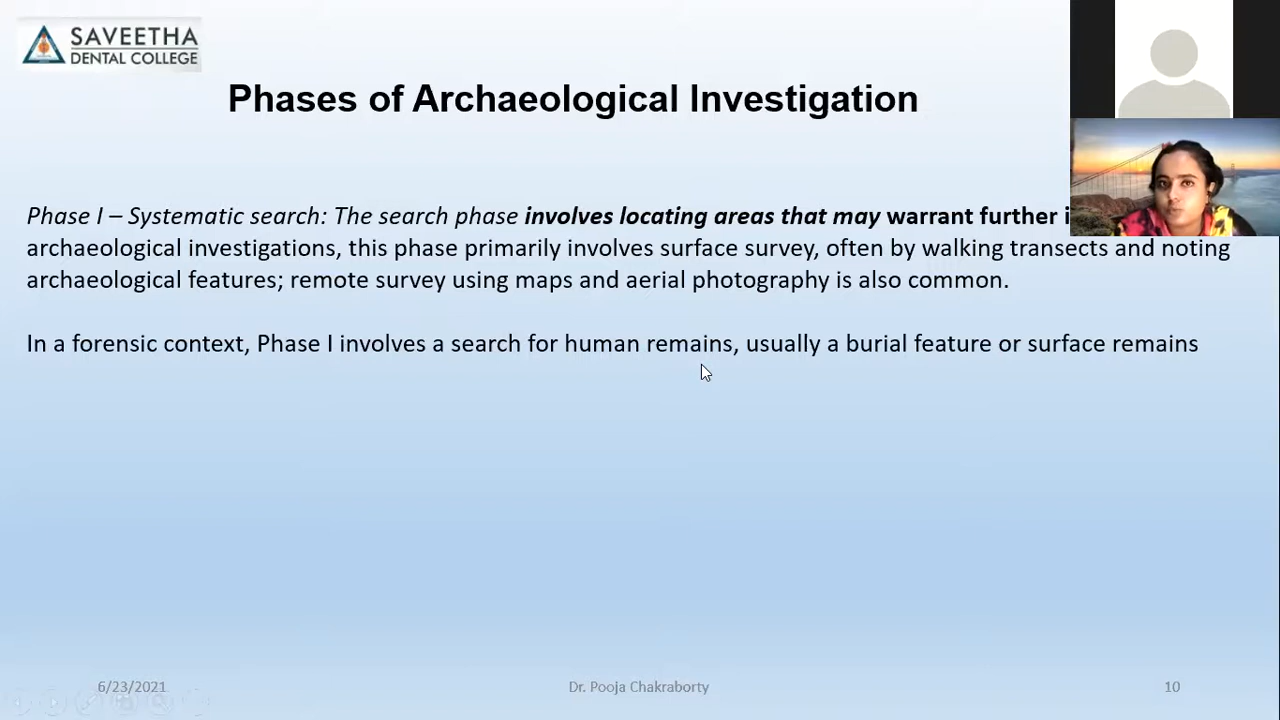 SAVEETHA
DENTAL COLLEGE
Phases of Archaeological Investigation
Phase I – Systematic search: The search phase involves locating areas that may warrant further
archaeological investigations, this phase primarily involves surface survey, often by walking transects and noting
archaeological features; remote survey using maps and aerial photography is also common.
In a forensic context, Phase I involves a search for human remains, usually a burial feature or surface remains
6/23/2021
Dr. Pooja Chakraborty
10